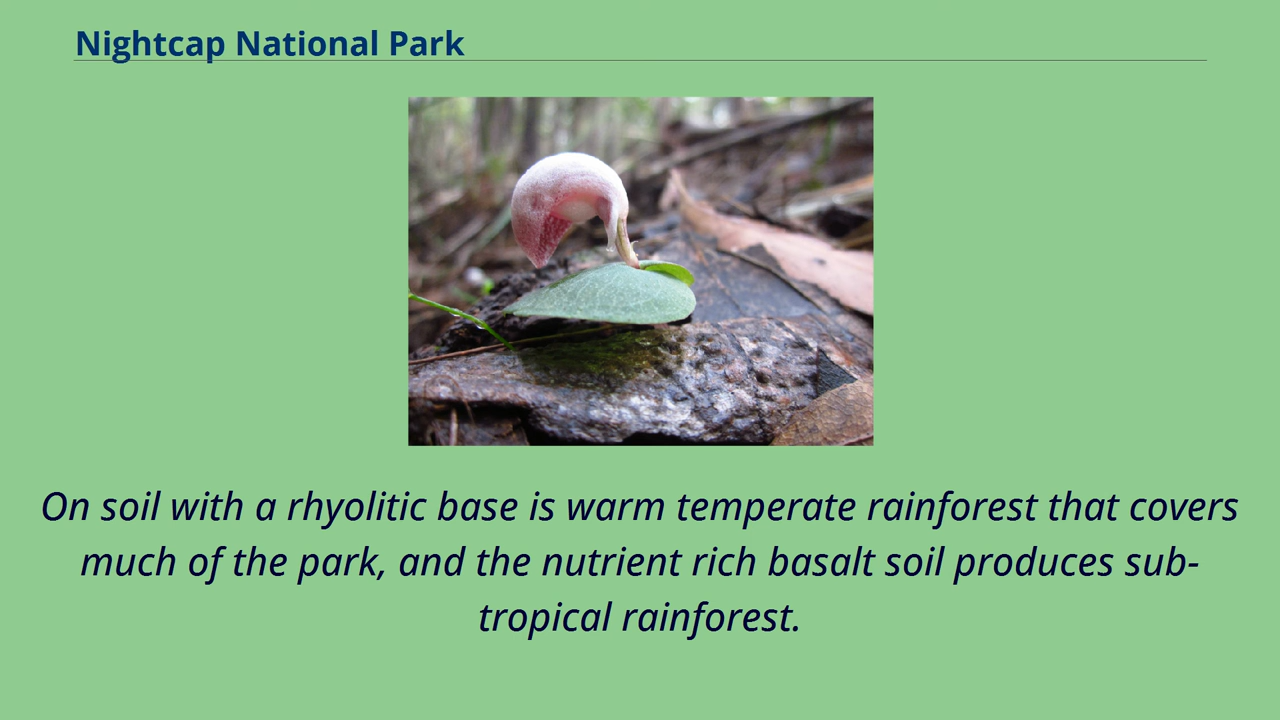 Nightcap National Park
On soil with a rhyolitic base is warm temperate rainforest that covers
much of the park, and the nutrient rich basalt soil produces sub-
tropical rainforest.